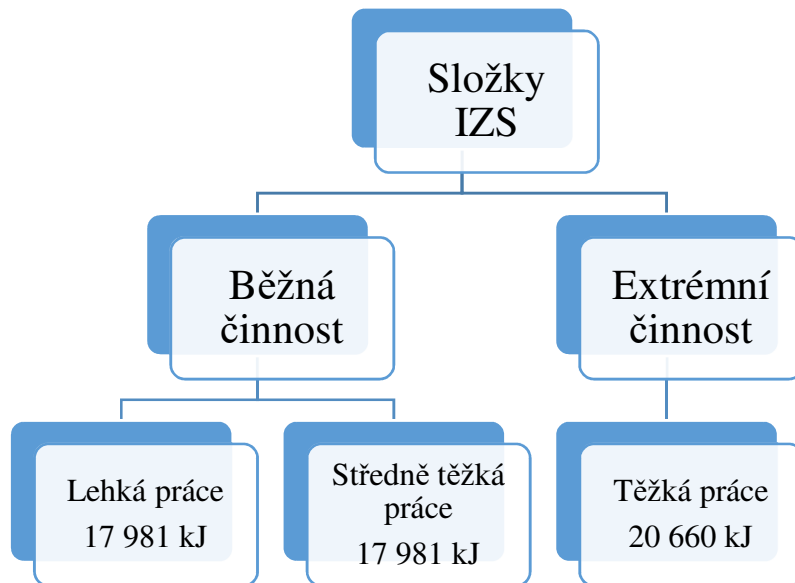 Složky
IZS
Běžná
činnost
Extrémní
činnost
Lehká práce
17 981 kJ
Středně těžká
práce
17 981 kJ
Těžká práce
20 660 kJ